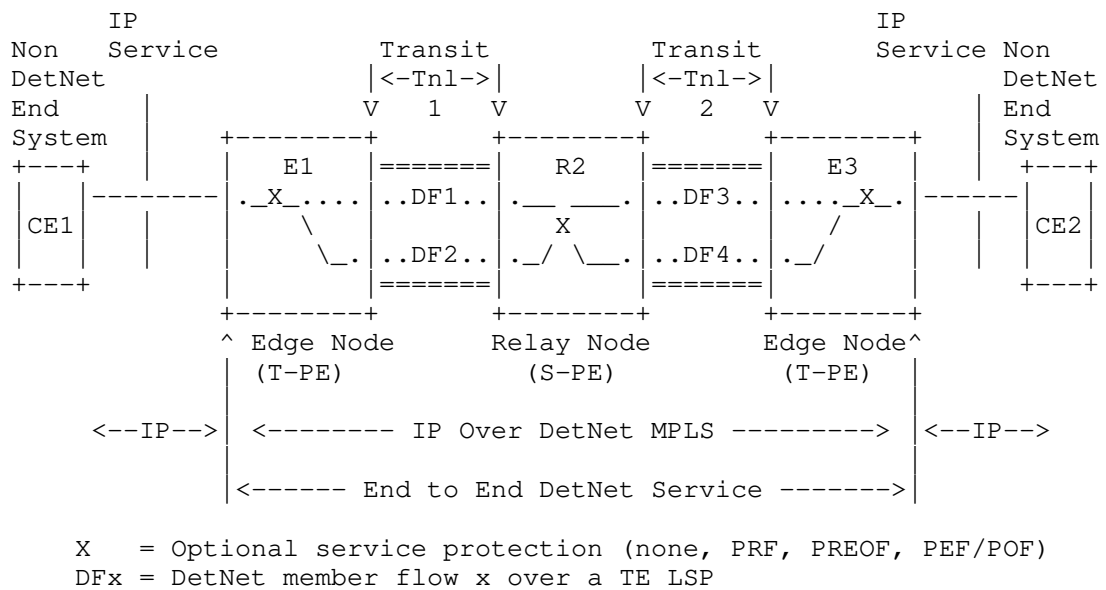 IP                                                  IP
Non   Service          Transit          Transit           Service Non
DetNet                |<-Tnl->|        |<-Tnl->|                  DetNet
End     |             V   1   V        V   2   V             |    End
System  |    +--------+       +--------+       +--------+    |    System
+---+   |    |   E1   |=======|   R2   |=======|   E3   |    |    +---+
|   |--------|._X_....|..DF1..|.__ ___.|..DF3..|...._X_.|------|   |
|CE1|   |    |    \   |       |   X    |       |   /    |    |    |CE2|
|   |   |    |     \_.|..DF2..|._/ \__.|..DF4..|._/     |    |    |   |
+---+        |        |=======|        |=======|        |         +---+
             +--------+       +--------+       +--------+
             ^ Edge Node      Relay Node       Edge Node^
             |  (T-PE)          (S-PE)          (T-PE)  |
             |                                          |
     <--IP-->| <-------- IP Over DetNet MPLS ---------> |<--IP-->
             |                                          |
             |<------ End to End DetNet Service ------->|
    X   = Optional service protection (none, PRF, PREOF, PEF/POF)
    DFx = DetNet member flow x over a TE LSP